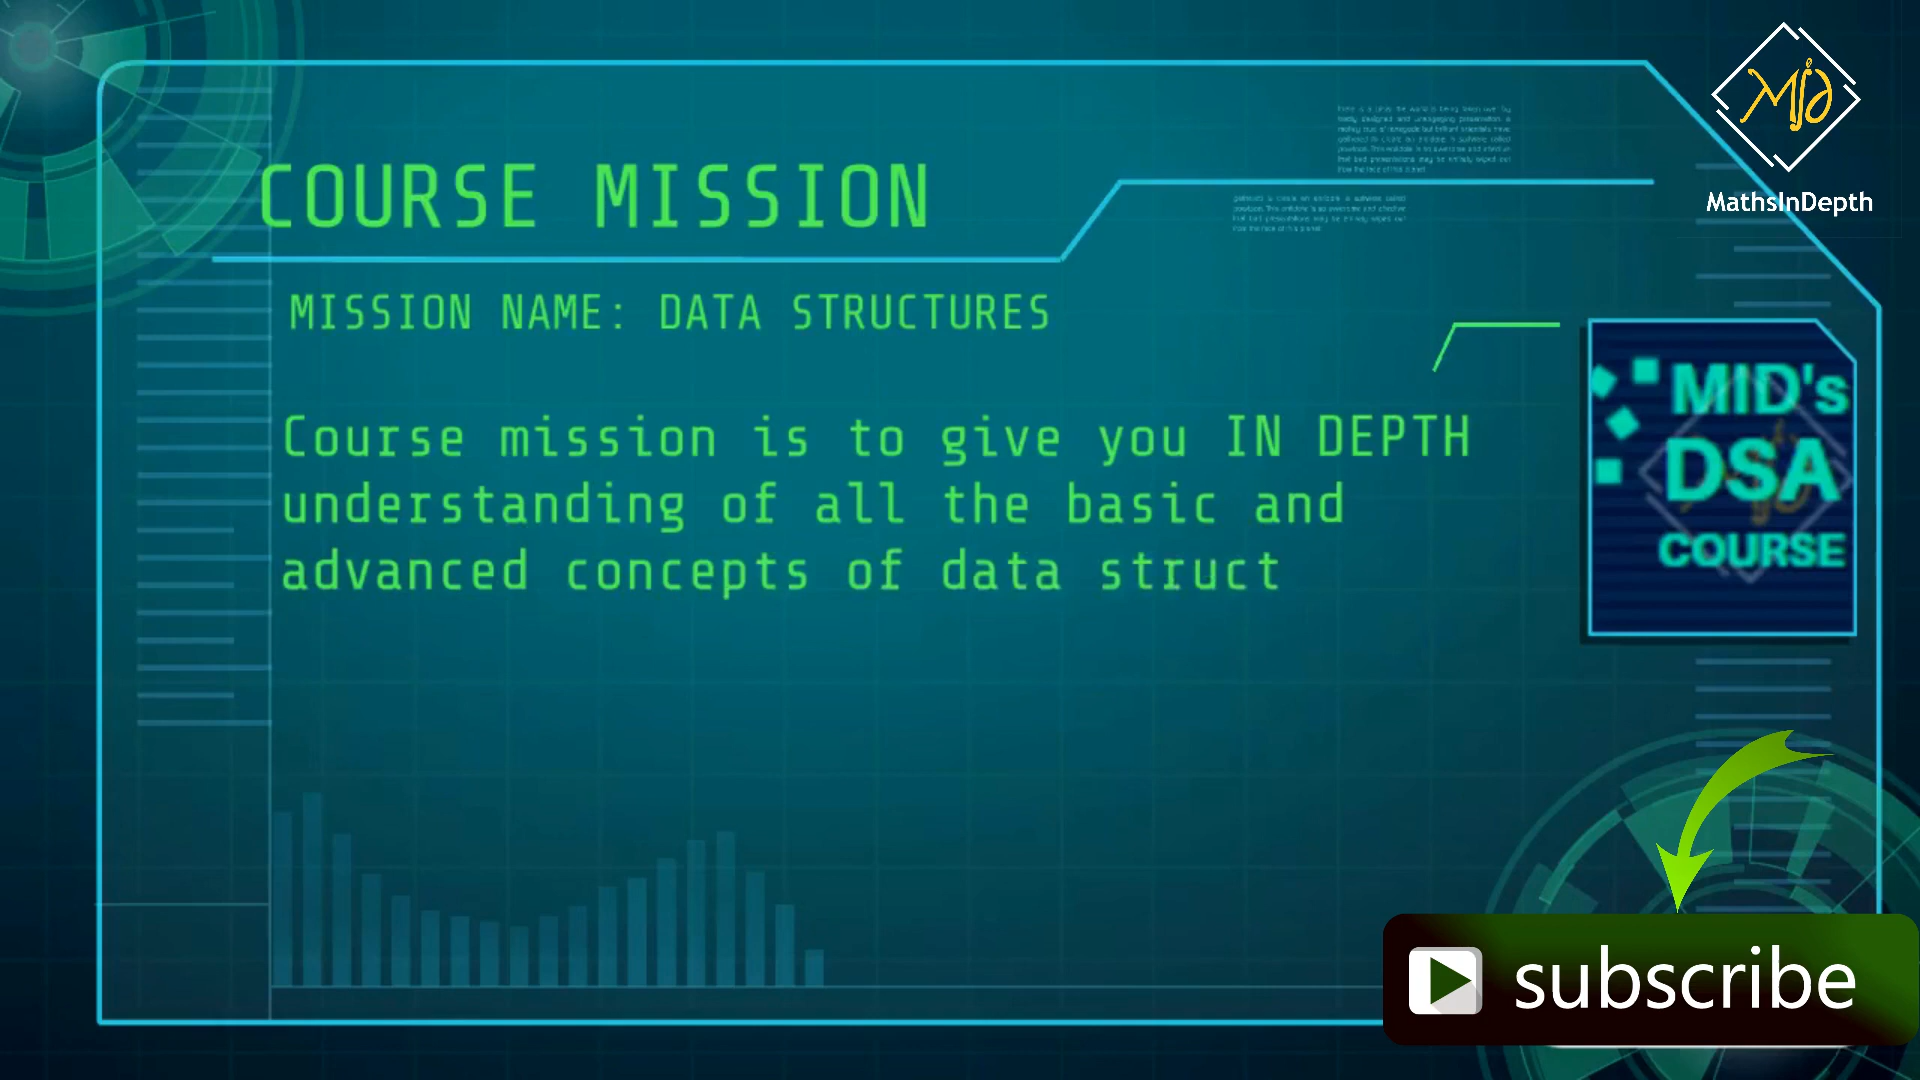 MID
MathsInDepth
COURSE MISSION
MISSION NAME: DATA STRUCTURES
Course mission is to give you IN DEPTH
understanding of all the basic and
advanced concepts of data struct
MID's
DSA
COURSE
subscribe